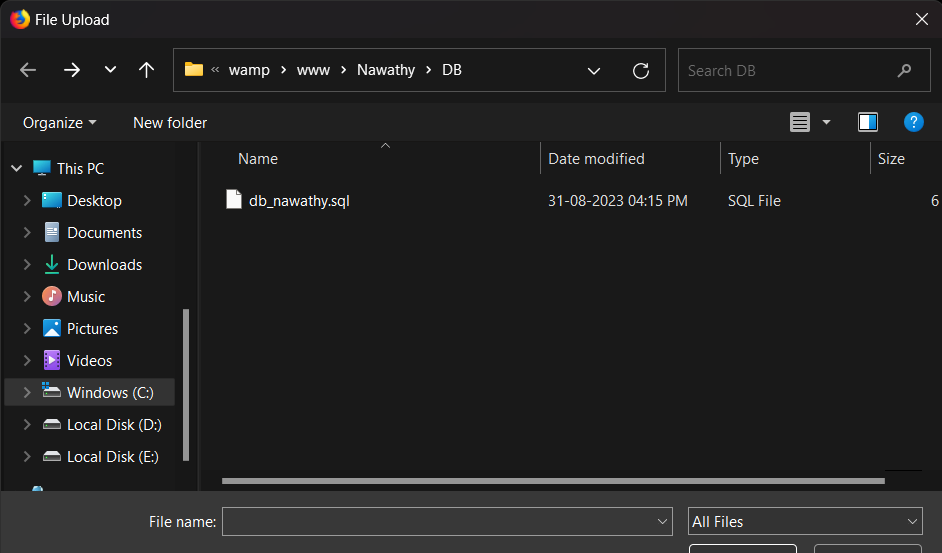 File Upload
« wamp > www > Nawathy > DB
Search DB
Organize
New folder
?
Name
Date modified
Type
Size
This PC
Desktop
Documents
Downloads
Music
Pictures
Videos
Windows (C:)
Local Disk (D:)
Local Disk (E:)
db_nawathy.sql
31-08-2023 04:15 PM
SQL File
6
File name:
All Files